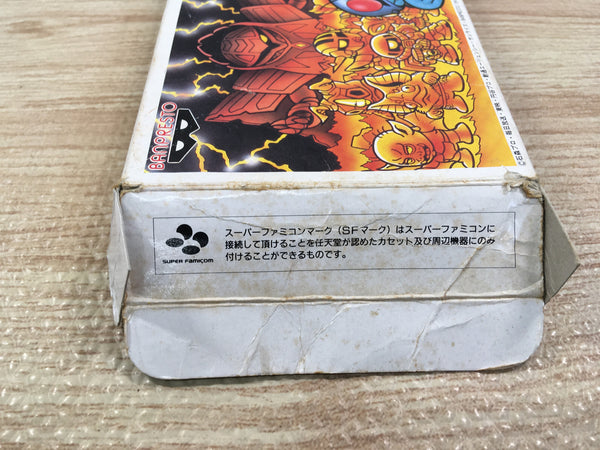 BANPRESTO
スーパーファミコンマーク（SFマーク）はスーパーファミコンに
接続して頂けることを任天堂が認めたカセット及び周辺機器にのみ
付けることができるものです。
SUPER FAMICOM